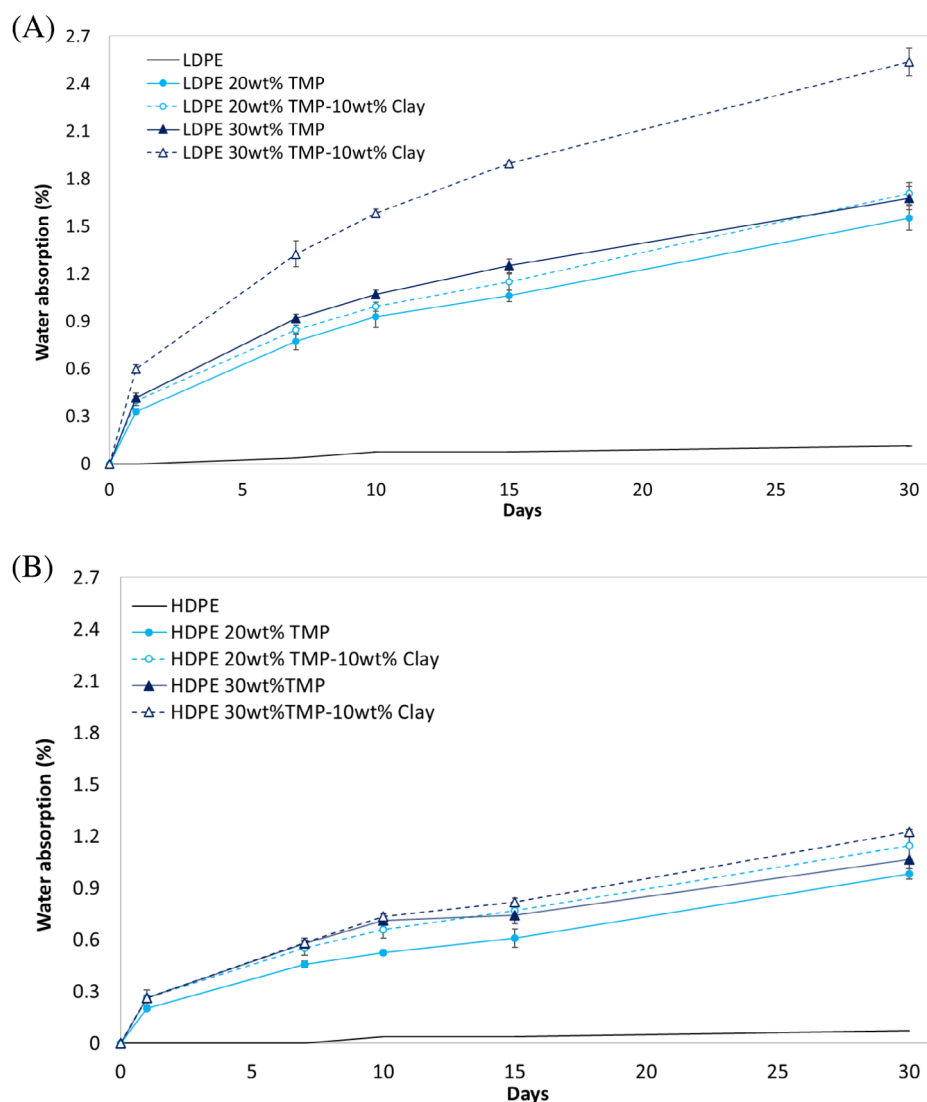 (A)
2.7
2.4
2.1
1.8
1.5
1.2
0.9
0.6
0.3
0
Water absorption (%)
LDPE
LDPE 20wt% TMP
LDPE 20wt% TMP-10wt% Clay
LDPE 30wt% TMP
LDPE 30wt% TMP-10wt% Clay
0 5 10 15 20 25 30
Days
(B)
2.7
2.4
2.1
1.8
1.5
1.2
0.9
0.6
0.3
0
Water absorption (%)
HDPE
HDPE 20wt% TMP
HDPE 20wt% TMP-10wt% Clay
HDPE 30wt%TMP
HDPE 30wt%TMP-10wt% Clay
0 5 10 15 20 25 30
Days